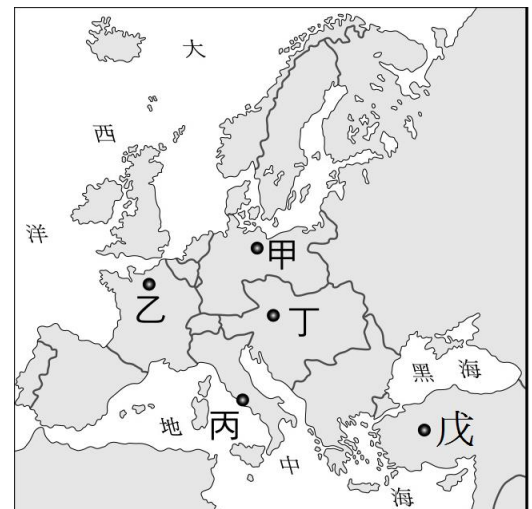 大
西
洋
甲
乙
丁
黑海
丙
戊
地
中
海